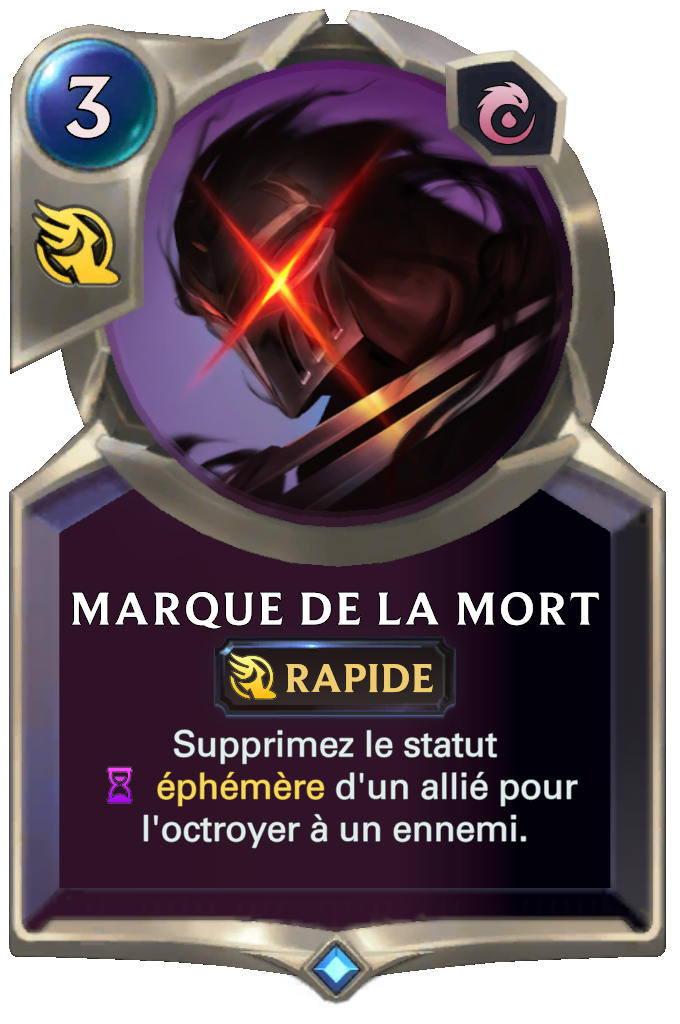 3
MARQUE DE LA MORT
RAPIDE
Supprimez le statut
éphémère d'un allié pour
l'octroyer à un ennemi.